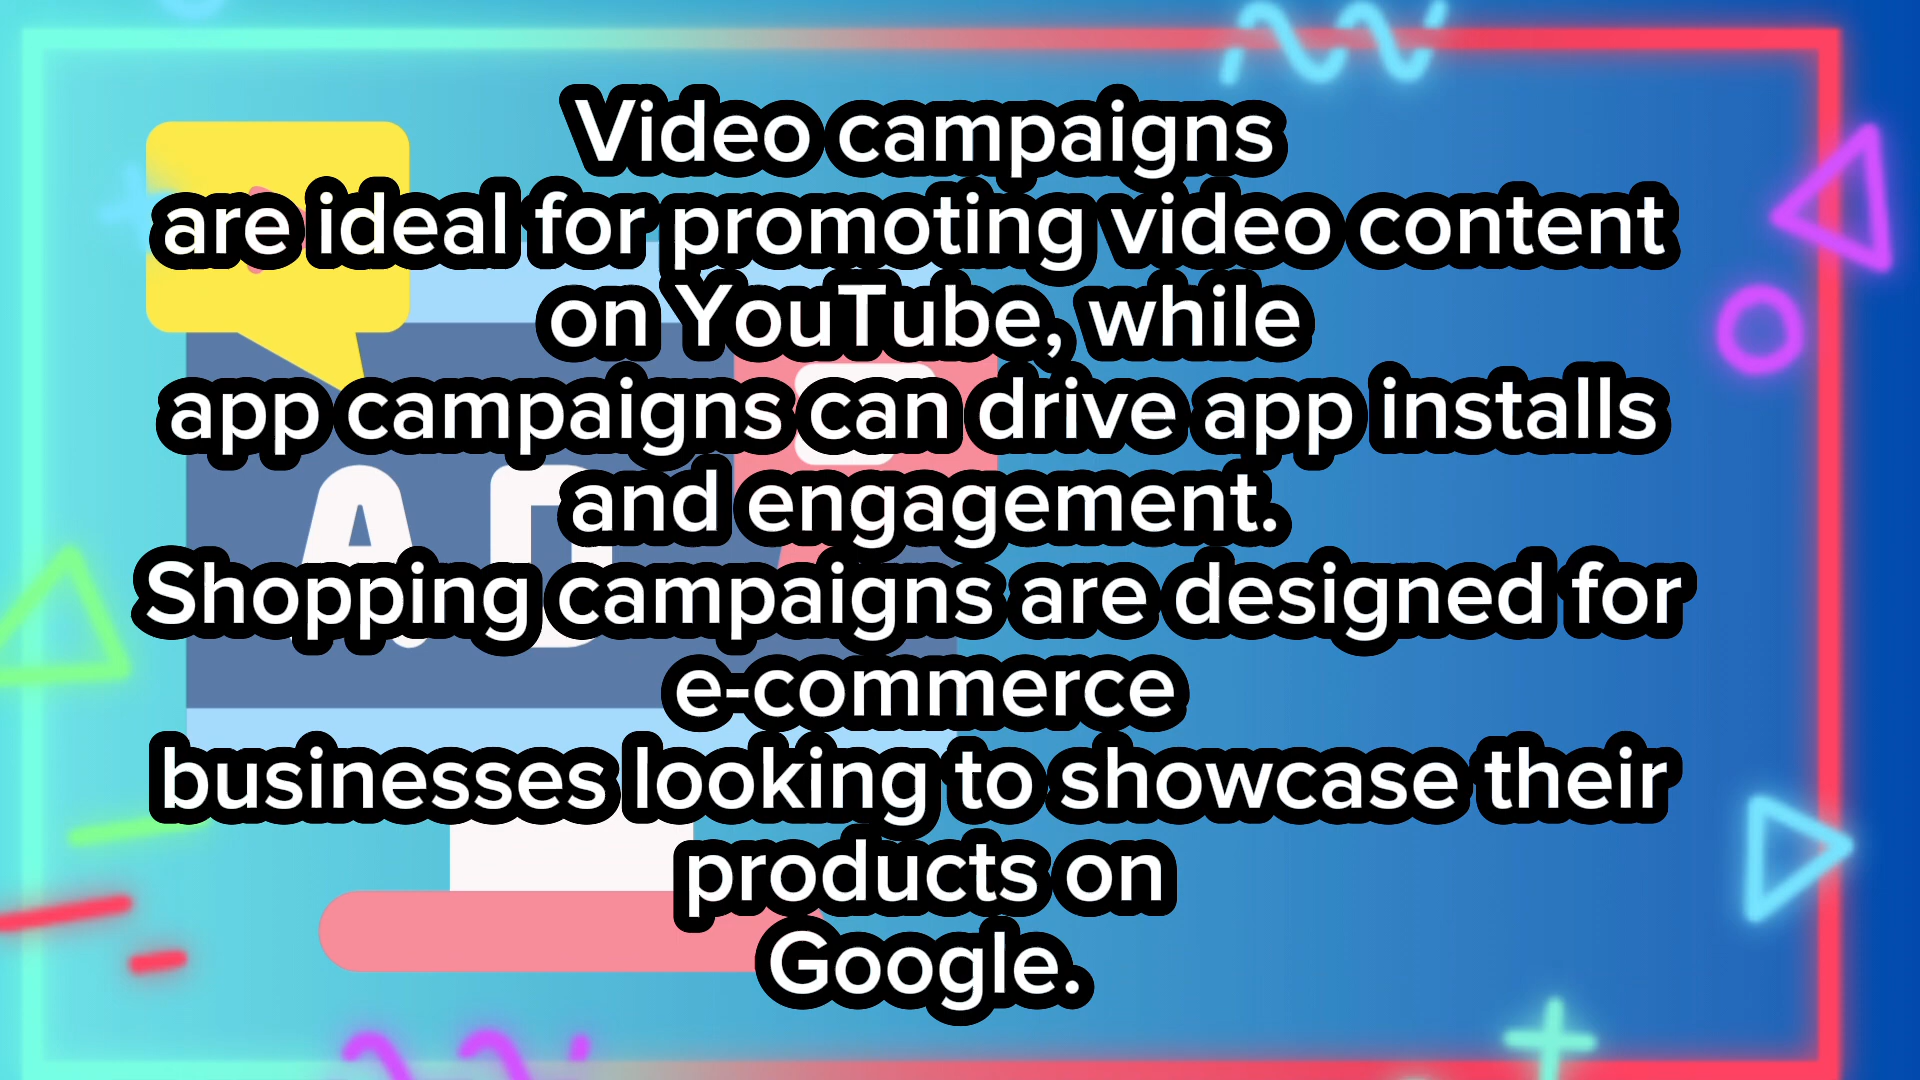 Video campaigns
are ideal for promoting video content
on YouTube, while
app campaigns can drive app installs
and engagement.
Shopping campaigns are designed for
e-commerce
businesses looking to showcase their
products on
Google.
AD